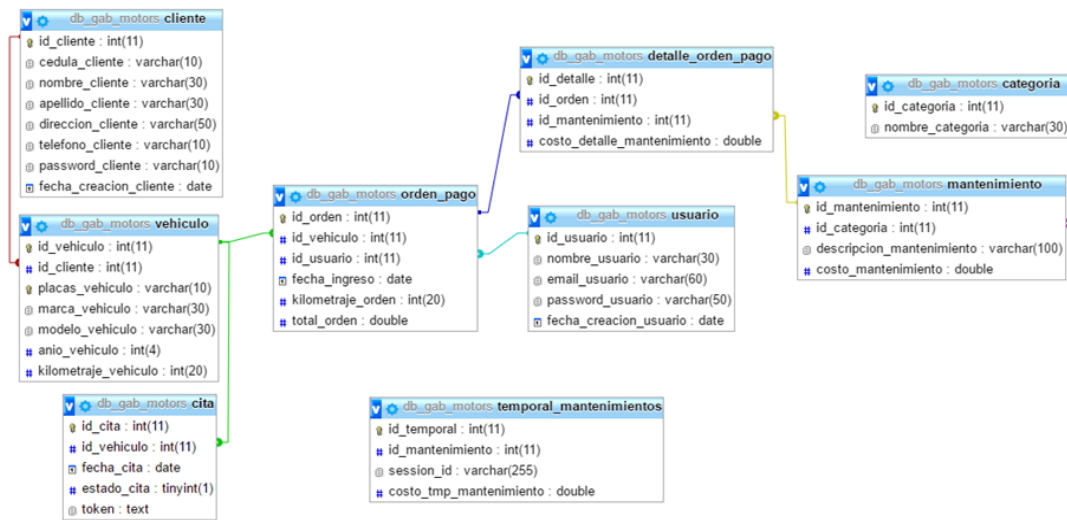 db_gab_motors cliente
id_cliente : int(11)
cedula_cliente : varchar(10)
nombre_cliente : varchar(30)
apellido_cliente : varchar(30)
direccion_cliente : varchar(50)
telefono_cliente : varchar(10)
password_cliente : varchar(10)
fecha_creacion_cliente : date
db_gab_motors vehiculo
id_vehiculo : int(11)
id_cliente : int(11)
placas_vehiculo : varchar(10)
marca_vehiculo : varchar(30)
modelo_vehiculo : varchar(30)
anio_vehiculo : int(4)
kilometraje_vehiculo : int(20)
db_gab_motors cita
id_cita : int(11)
id_vehiculo : int(11)
fecha_cita : date
estado_cita : tinyint(1)
token : text
db_gab_motors orden_pago
id_orden : int(11)
id_vehiculo : int(11)
id_usuario : int(11)
fecha_ingreso : date
kilometraje_orden : int(20)
total_orden : double
db_gab_motors detalle_orden_pago
id_detalle : int(11)
id_orden : int(11)
id_mantenimiento : int(11)
costo_detalle_mantenimiento : double
db_gab_motors usuario
id_usuario : int(11)
nombre_usuario : varchar(30)
email_usuario : varchar(60)
password_usuario : varchar(50)
fecha_creacion_usuario : date
db_gab_motors temporal_mantenimientos
id_temporal : int(11)
id_mantenimiento : int(11)
session_id : varchar(255)
costo_tmp_mantenimiento : double
db_gab_motors categoria
id_categoria : int(11)
nombre_categoria : varchar(30)
db_gab_motors mantenimiento
id_mantenimiento : int(11)
id_categoria : int(11)
descripcion_mantenimiento : varchar(100)
costo_mantenimiento : double